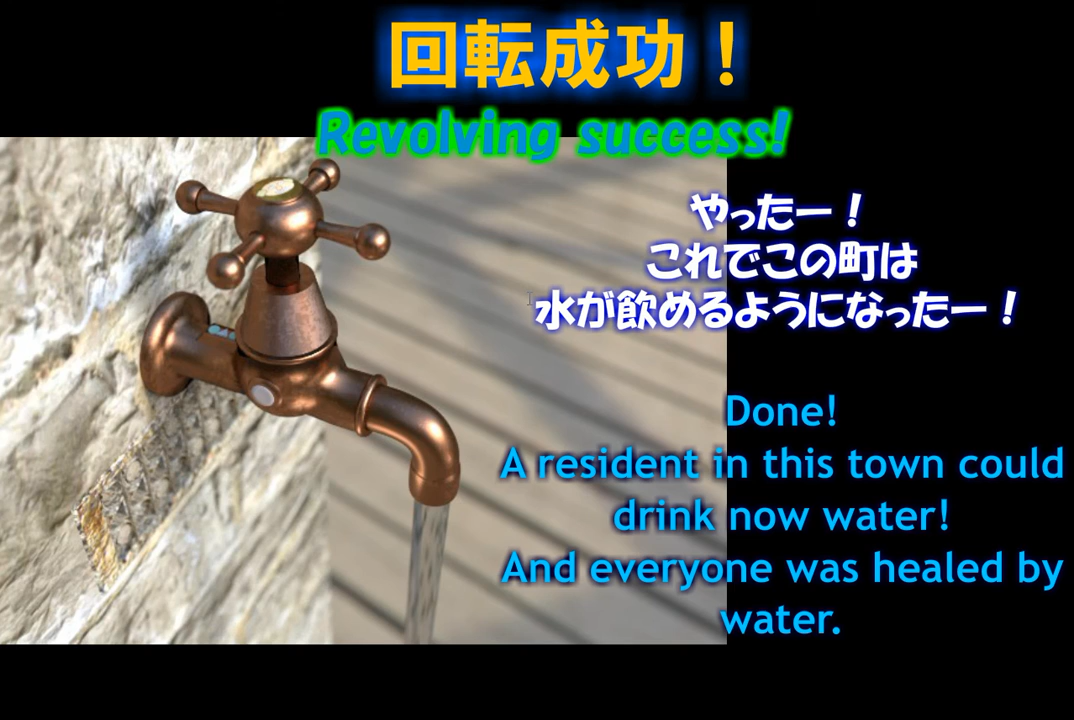 回転成功！
Revolving success!
やったー！
これでこの町は
水が飲めるようになったー！
Done!
A resident in this town could
drink now water!
And everyone was healed by
water.